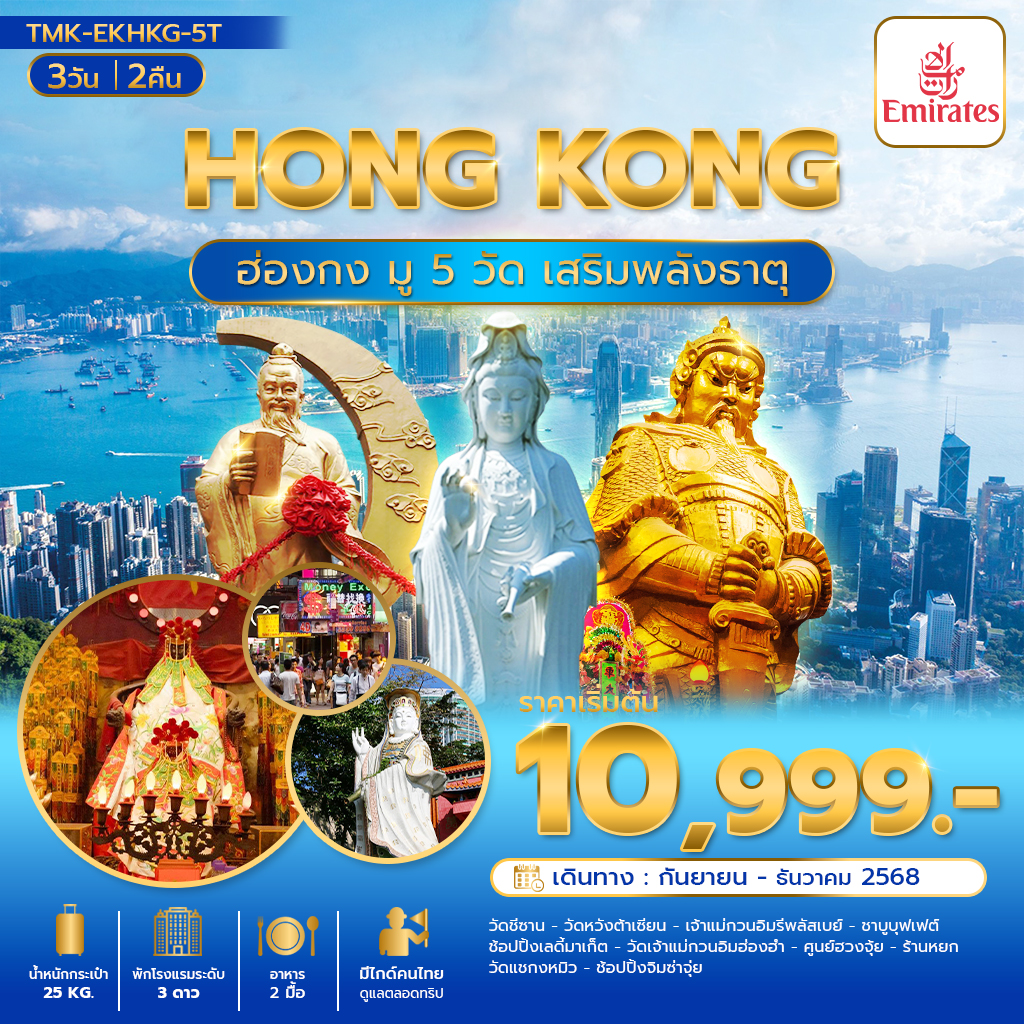 TMK-EKHKG-5T
3วัน | 2คืน
Emirates
HONG KONG
ฮ่องกง มู 5 วัด เสริมพลังธาตุ
Money Exc
ราคาเริ่มต้น
10,999.-
เดินทาง : กันยายน - ธันวาคม 2568
วัดชีซาน - วัดหวังต้าเซียน - เจ้าแม่กวนอิมรีพลัสเบย์ - ชาบูบุฟเฟต์
ช้อปปิ้งเลดี้มาเก็ต - วัดเจ้าแม่กวนอิมฮ่องฮำ - ศูนย์ฮวงจุ้ย - ร้านหยก
วัดแชกงหมิว - ช้อปปิ้งจิมซ่าจุ่ย
น้ำหนักกระเป๋า
25 KG.
พักโรงแรมระดับ
3 ดาว
อาหาร
2 มื้อ
มีไกด์คนไทย
ดูแลตลอดทริป